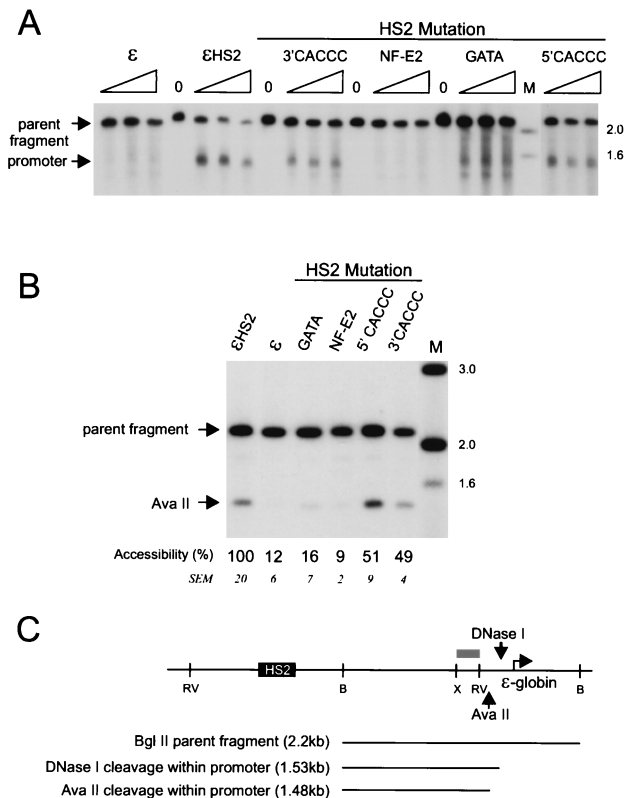 A
HS2 Mutation
ε εHS2 3'CACCC NF-E2 GATA 5'CACCC
0 0 0 0 M
parent fragment
2.0
promoter
1.6
B
HS2 Mutation
εHS2 ε GATA NF-E2 5' CACCC 3'CACCC M
3.0
parent fragment
2.0
1.6
Ava II
Accessibility (%) 100 12 16 9 51 49
SEM 20 6 7 2 9 4
C
DNase I
HS2
RV B X RV ε-globin B
Ava II
Bgl II parent fragment (2.2kb)
DNase I cleavage within promoter (1.53kb)
Ava II cleavage within promoter (1.48kb)